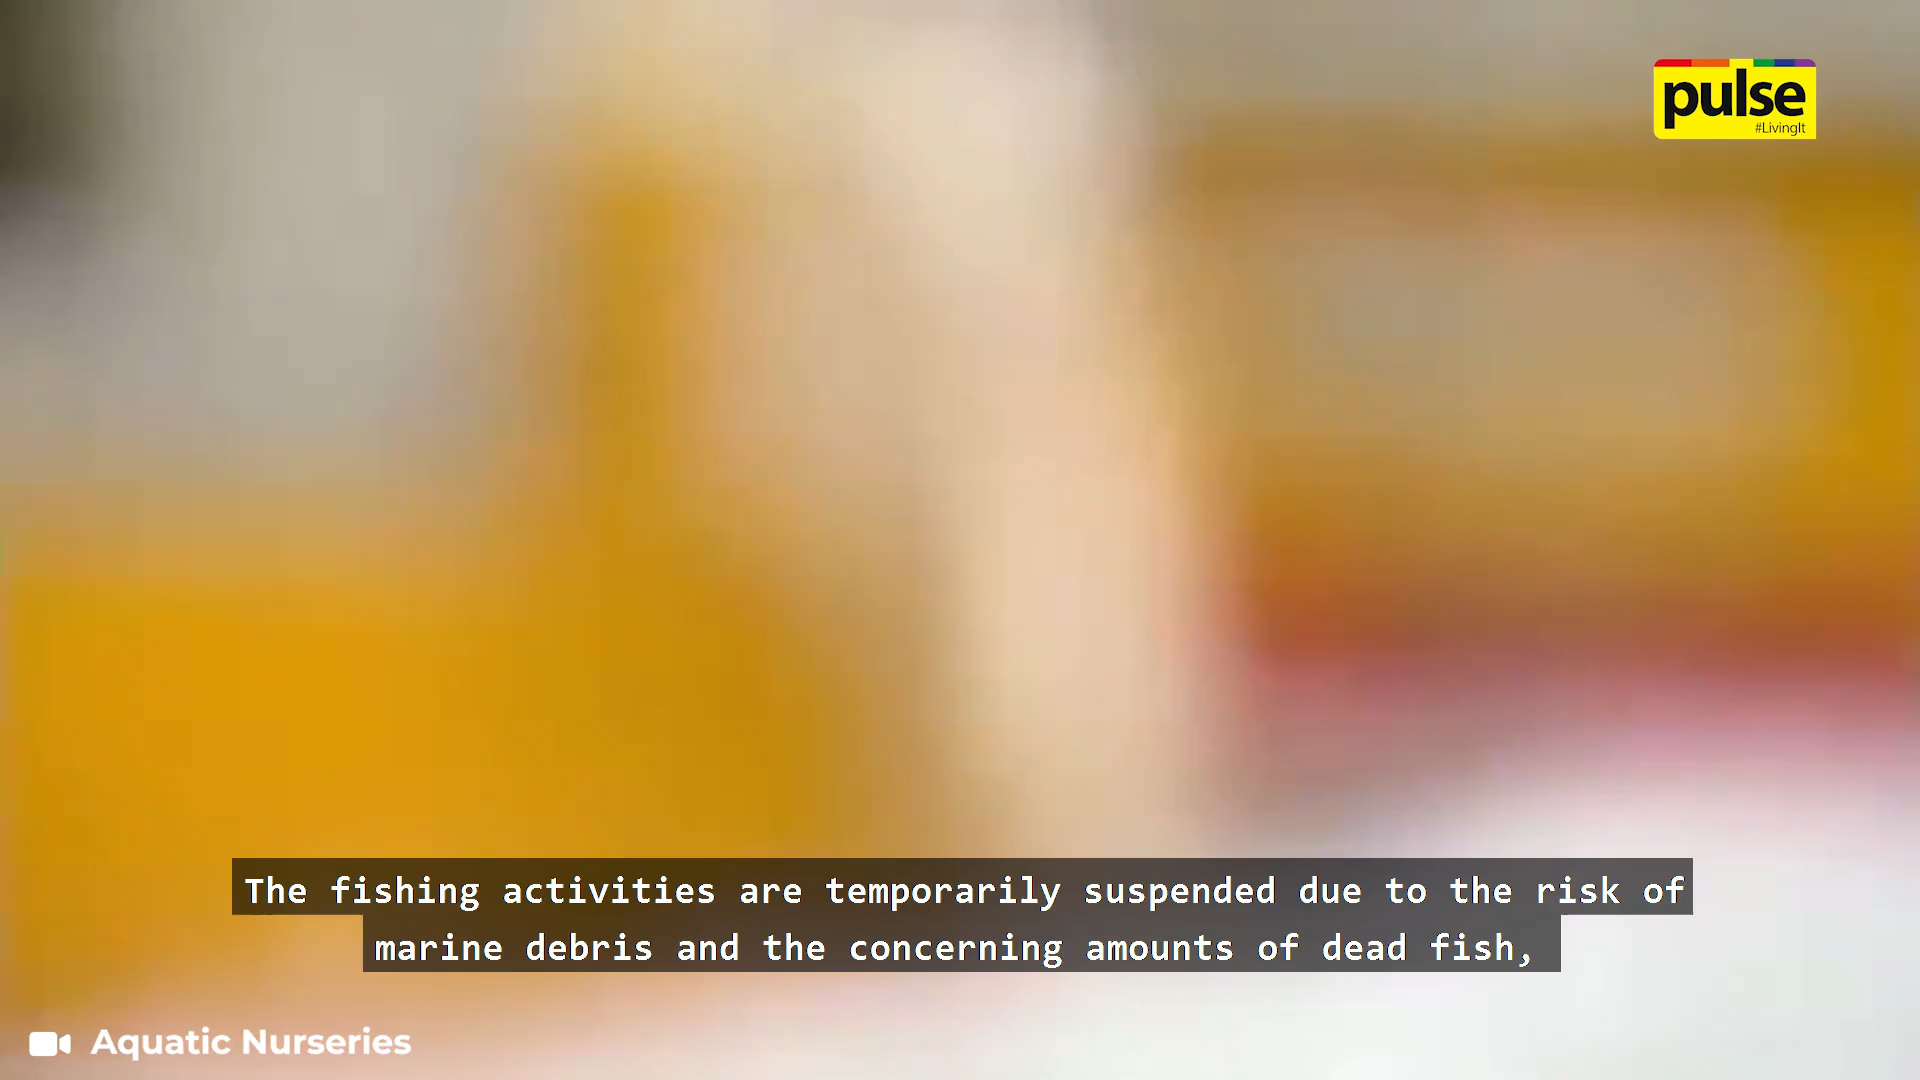 pulse
#LivingIt
The fishing activities are temporarily suspended due to the risk of
marine debris and the concerning amounts of dead fish,
Aquatic Nurseries